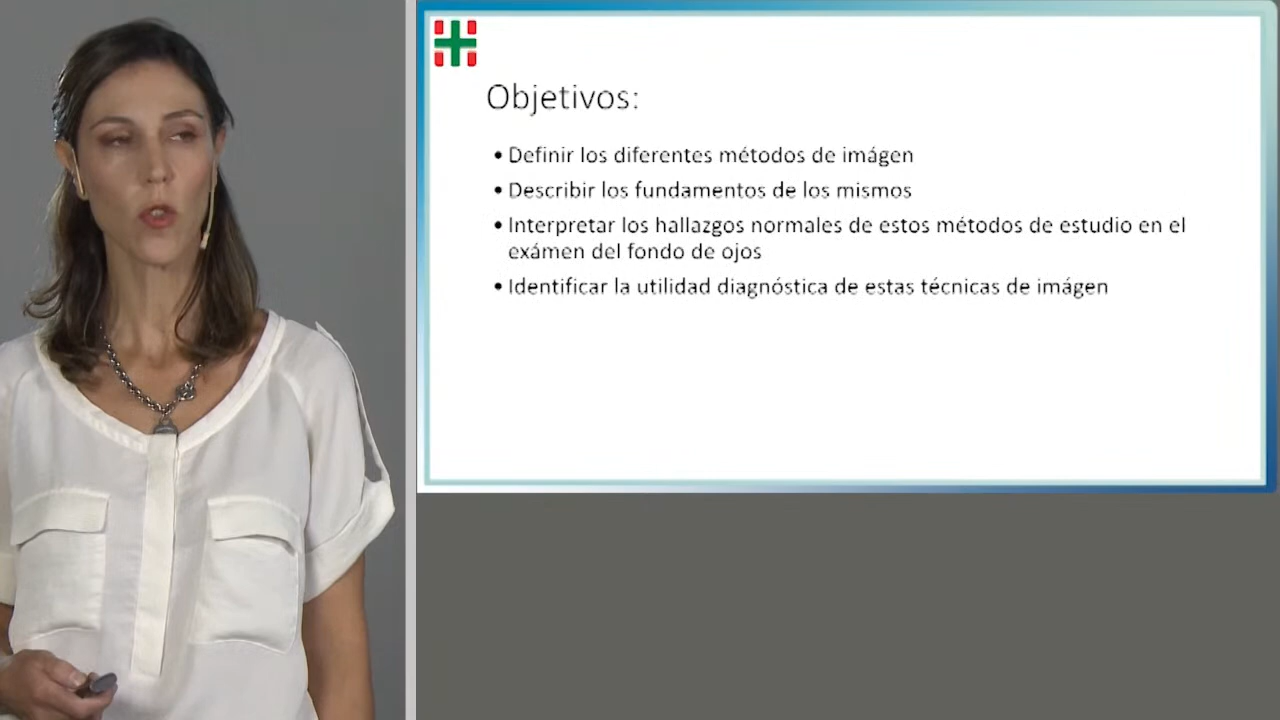 Objetivos:
• Definir los diferentes métodos de imágen
• Describir los fundamentos de los mismos
• Interpretar los hallazgos normales de estos métodos de estudio en el
exámen del fondo de ojos
• Identificar la utilidad diagnóstica de estas técnicas de imágen